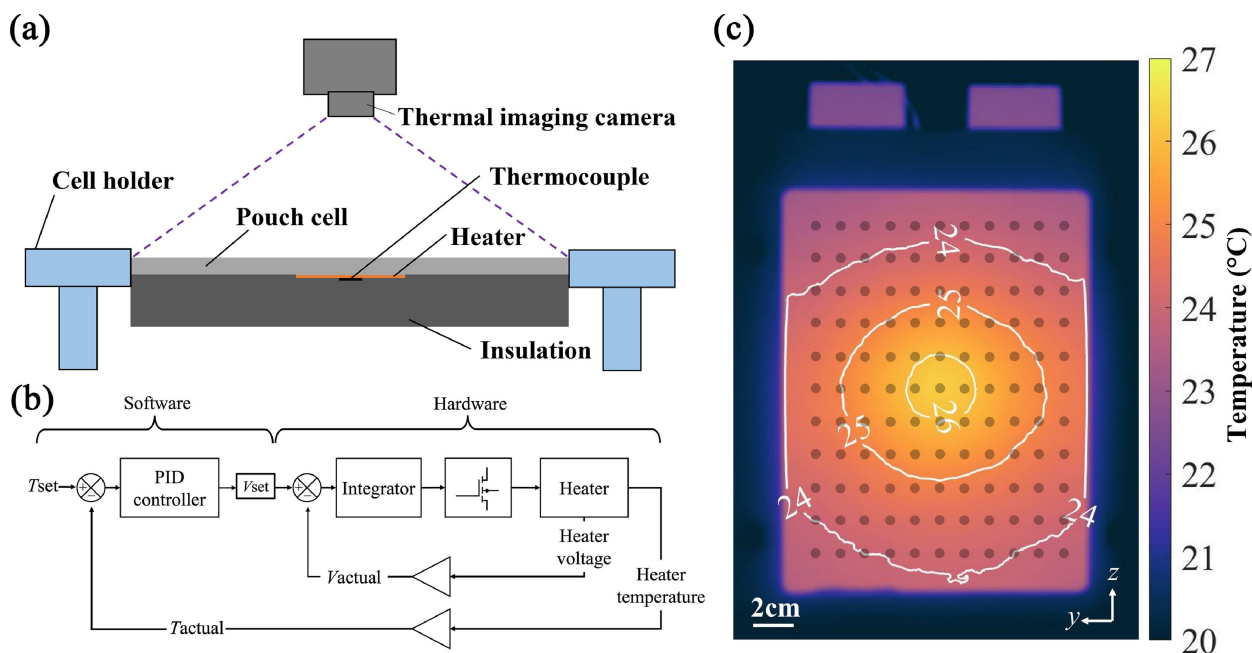 (a)
Thermal imaging camera
Cell holder
Thermocouple
Pouch cell
Heater
Insulation
(b)
Software
Hardware
Tset
+
−
PID
controller
Vset
+
−
Integrator
Heater
Heater
voltage
Vactual
Heater
temperature
Tactual
(c)
24
25
26
25
24
24
2cm
z
y
27
26
25
24
23
22
21
20
Temperature (°C)